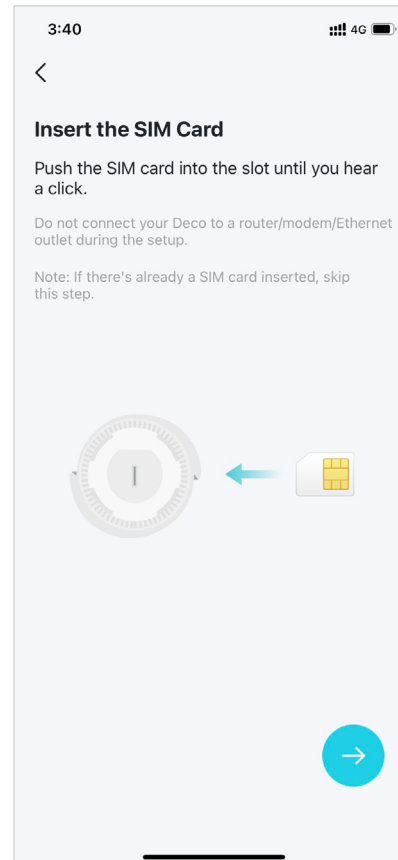 3:40
4G
Insert the SIM Card
Push the SIM card into the slot until you hear
a click.
Do not connect your Deco to a router/modem/Ethernet
outlet during the setup.
Note: If there's already a SIM card inserted, skip
this step.